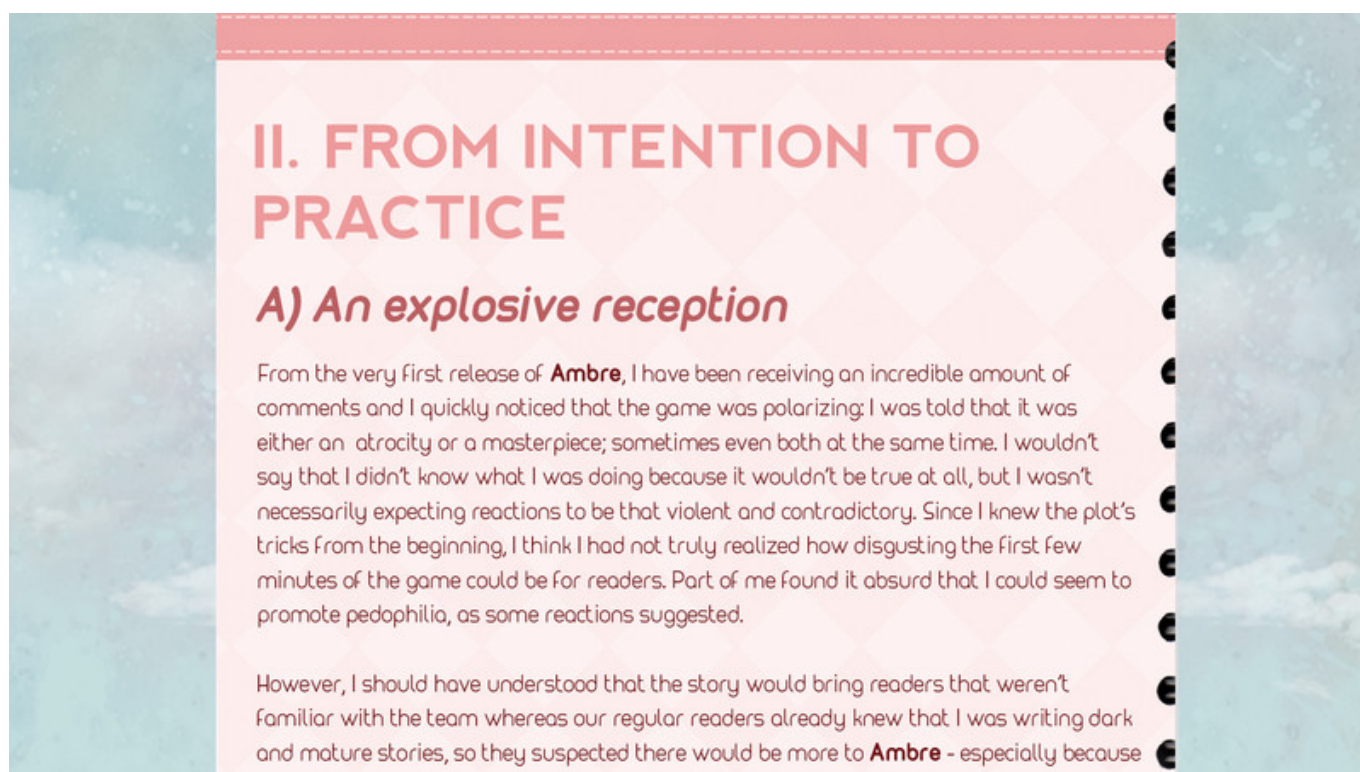 II. FROM INTENTION TO
PRACTICE
A) An explosive reception
From the very first release of Ambre, I have been receiving an incredible amount of
comments and I quickly noticed that the game was polarizing: I was told that it was
either an  atrocity or a masterpiece; sometimes even both at the same time. I wouldn't
say that I didn't know what I was doing because it wouldn't be true at all, but I wasn't
necessarily expecting reactions to be that violent and contradictory. Since I knew the plot's
tricks from the beginning, I think I had not truly realized how disgusting the first few
minutes of the game could be for readers. Part of me found it absurd that I could seem to
promote pedophilia, as some reactions suggested.
However, I should have understood that the story would bring readers that weren't
familiar with the team whereas our regular readers already knew that I was writing dark
and mature stories, so they suspected there would be more to Ambre - especially because